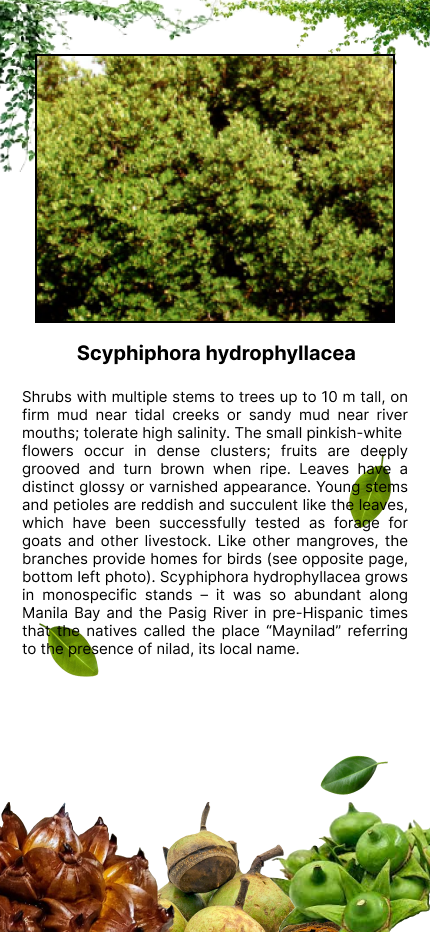 Scyphiphora hydrophyllacea
Shrubs with multiple stems to trees up to 10 m tall, on
firm mud near tidal creeks or sandy mud near river
mouths; tolerate high salinity. The small pinkish-white
flowers occur in dense clusters; fruits are deeply
grooved and turn brown when ripe. Leaves have a
distinct glossy or varnished appearance. Young stems
and petioles are reddish and succulent like the leaves,
which have been successfully tested as forage for
goats and other livestock. Like other mangroves, the
branches provide homes for birds (see opposite page,
bottom left photo). Scyphiphora hydrophyllacea grows
in monospecific stands – it was so abundant along
Manila Bay and the Pasig River in pre-Hispanic times
that the natives called the place “Maynilad” referring
to the presence of nilad, its local name.